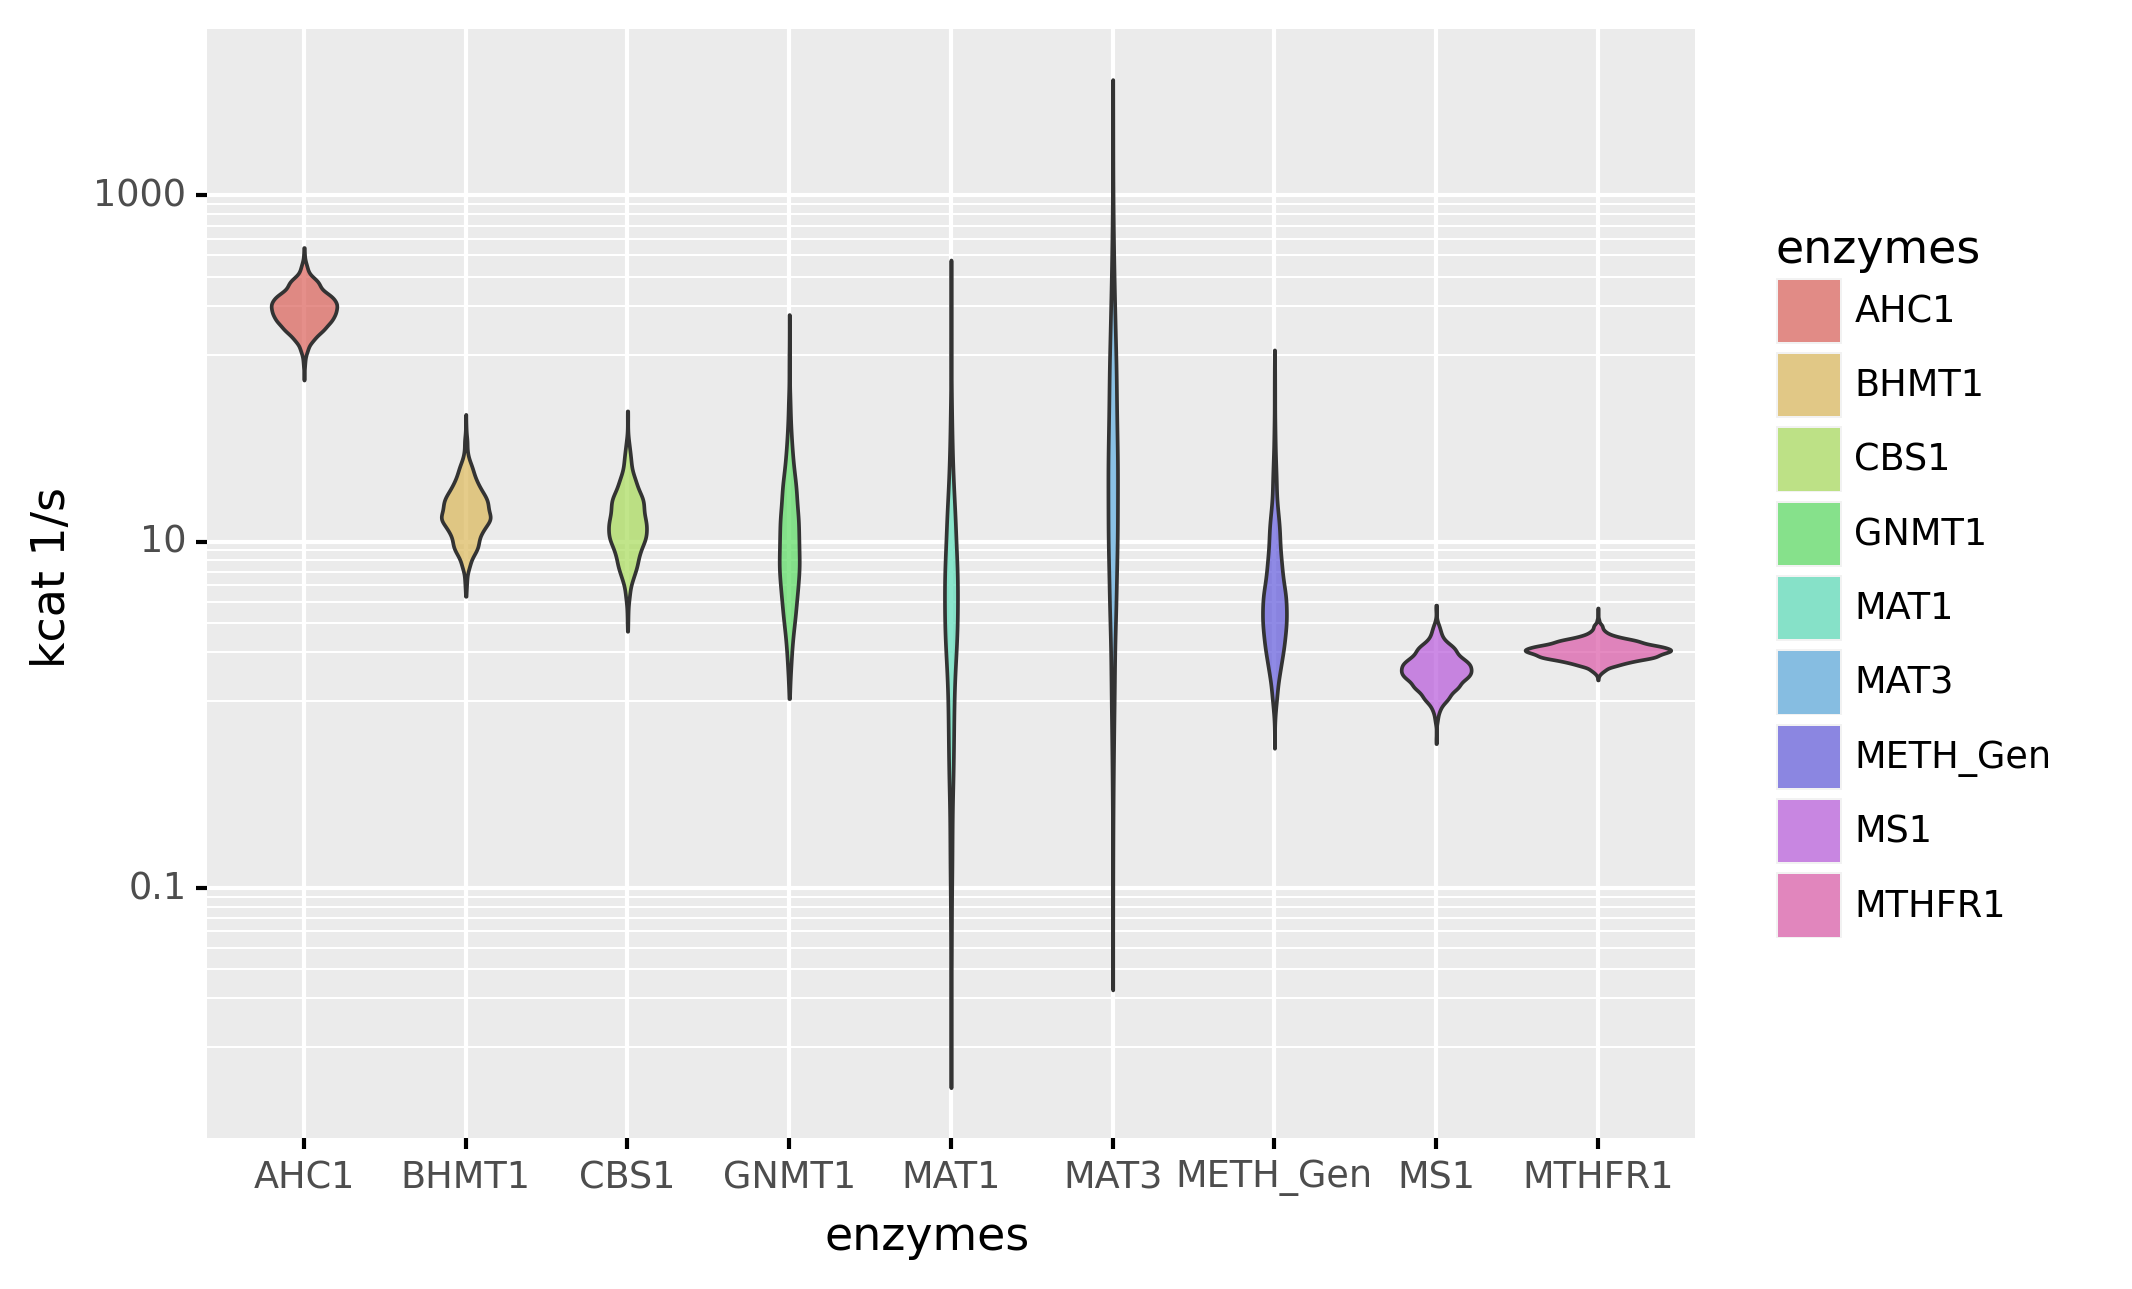 kcat 1/s
1000
10
0.1
AHC1 BHMT1 CBS1 GNMT1 MAT1 MAT3 METH_Gen MS1 MTHFR1
enzymes
enzymes
AHC1
BHMT1
CBS1
GNMT1
MAT1
MAT3
METH_Gen
MS1
MTHFR1